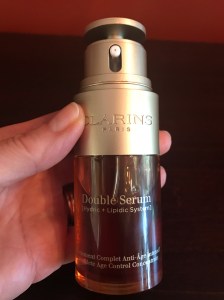 CLARINS
PARIS
Double Serum
[Hydric + Lipidic System]
Traitement Complet Anti-Âge Intensif
Complete Age Control Concentrate